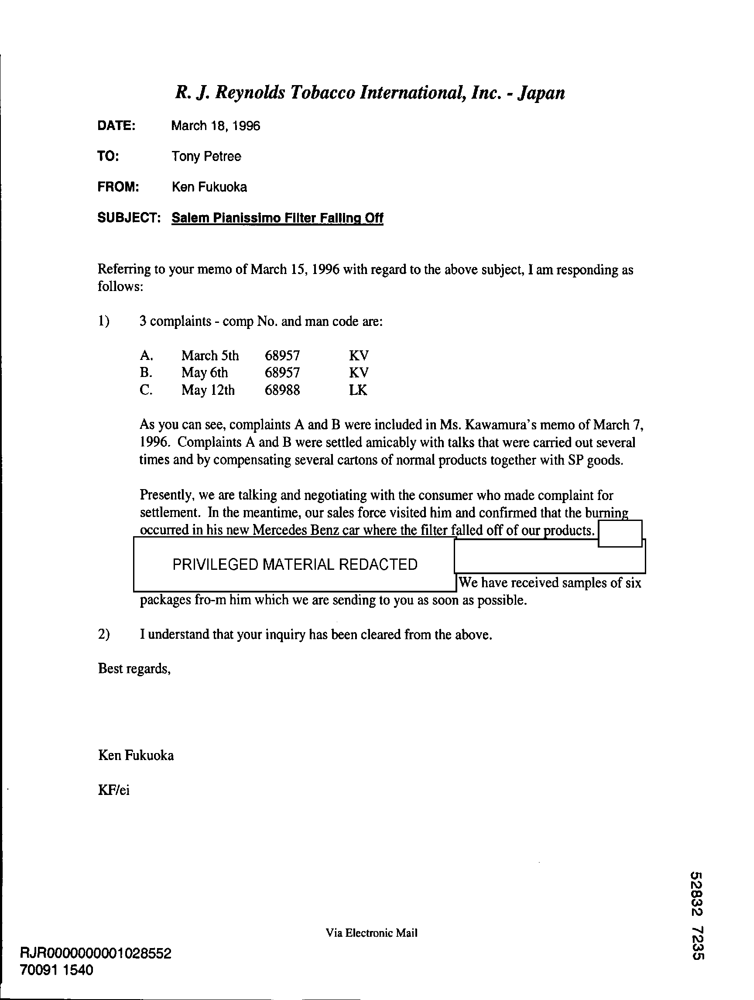 R. J. Reynolds Tobacco International, Inc. - Japan
DATE: March 18, 1996
TO: Tony Petree
FROM: Ken Fukuoka
SUBJECT: Salem Pianissimo Filter Falling Off
Referring to your memo of March 15, 1996 with regard to the above subject, I am responding as
follows:
1) 3 complaints - comp No. and man code are:
A. March 5th 68957 KV
B. May 6th 68957 KV
C. May 12th 68988 LK
As you can see, complaints A and B were included in Ms. Kawamura's memo of March 7,
1996. Complaints A and B were settled amicably with talks that were carried out several
times and by compensating several cartons of normal products together with SP goods.
Presently, we are talking and negotiating with the consumer who made complaint for
settlement. In the meantime, our sales force visited him and confirmed that the burning
occurred in his new Mercedes Benz car where the filter falled off of our products.
PRIVILEGED MATERIAL REDACTED
We have received samples of six
packages fro-m him which we are sending to you as soon as possible.
2) I understand that your inquiry has been cleared from the above.
Best regards,
Ken Fukuoka
KF/ei
Via Electronic Mail
RJR0000000001028552
70091 1540
52832 7235